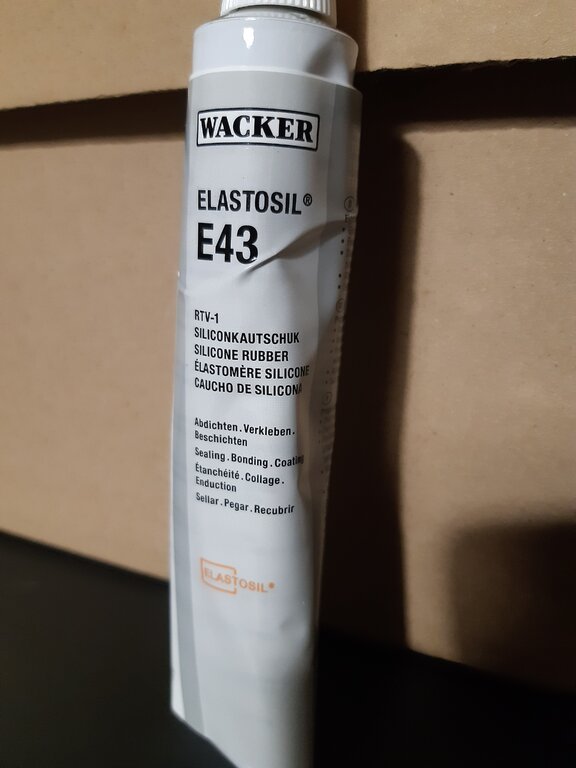 WACKER
ELASTOSIL®
E43
RTV-1
SILICONKAUTSCHUK
SILICONE RUBBER
ÉLASTOMÈRE SILICONE
CAUCHO DE SILICONA
Abdichten.Verkleben.
Beschichten
Sealing.Bonding.Coating
Étanchéité.Collage.
Enduction
Sellar.Pegar.Recubrir
ELASTOSIL®